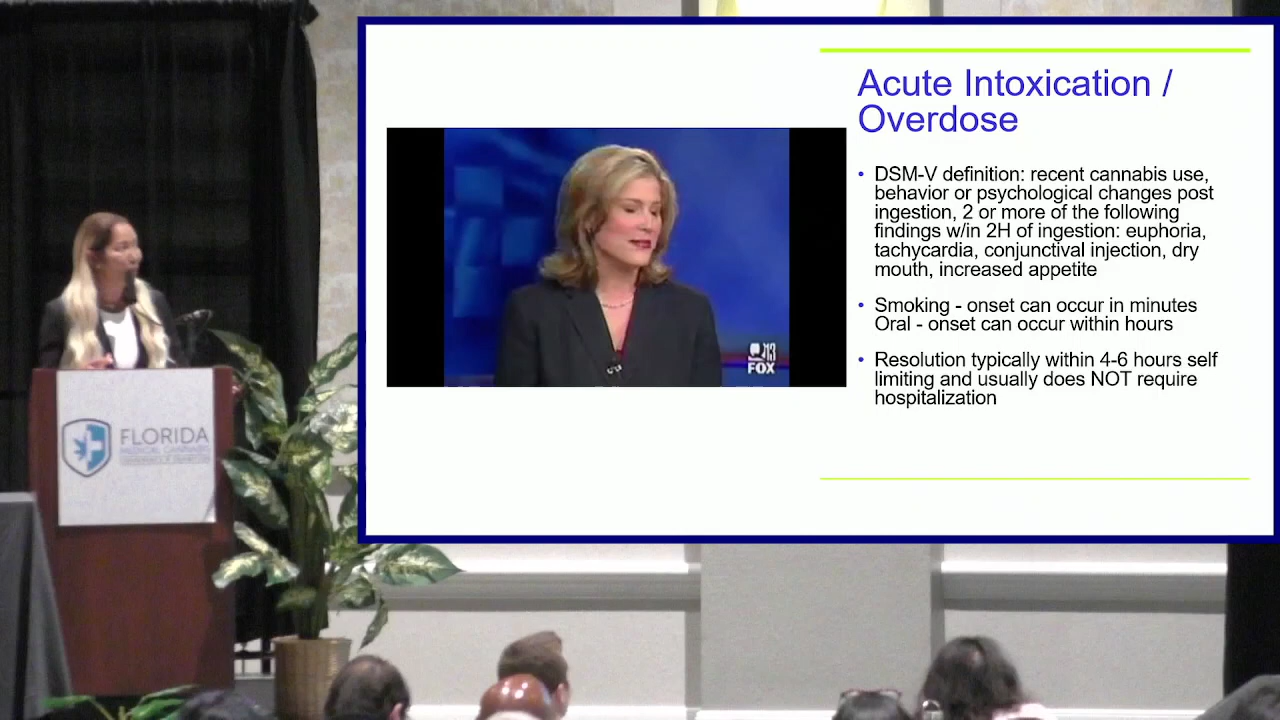 Acute Intoxication /
Overdose
• DSM-V definition: recent cannabis use,
behavior or psychological changes post
ingestion, 2 or more of the following
findings w/in 2H of ingestion: euphoria,
tachycardia, conjunctival injection, dry
mouth, increased appetite
• Smoking - onset can occur in minutes
Oral - onset can occur within hours
• Resolution typically within 4-6 hours self
limiting and usually does NOT require
hospitalization
13
FOX
FLORIDA
MEDICAL CANNABIS